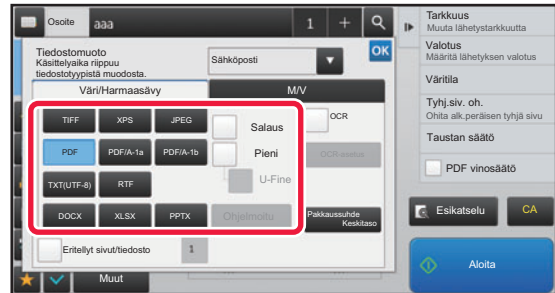 Osoite aaa 1 +
Tiedostomuoto
Käsittelyaika riippuu
tiedostotyypistä muodosta.
Sähköposti
OK
Väri/Harmaasävy
M/V
TIFF XPS JPEG Salaus OCR
PDF PDF/A-1a PDF/A-1b Pieni OCR-asetus
TXT(UTF-8) RTF U-Fine
DOCX XLSX PPTX Ohjelmoitu
Pakkaussuhde
Keskitaso
Eritellyt sivut/tiedosto 1
Muut
Tarkkuus
Muuta lähetystarkkuutta
Valotus
Määritä lähetyksen valotus
Väritila
Tyhj.siv. oh.
Ohita alk.peräisen tyhjä sivu
Taustan säätö
PDF vinosäätö
Esikatselu CA
Aloita